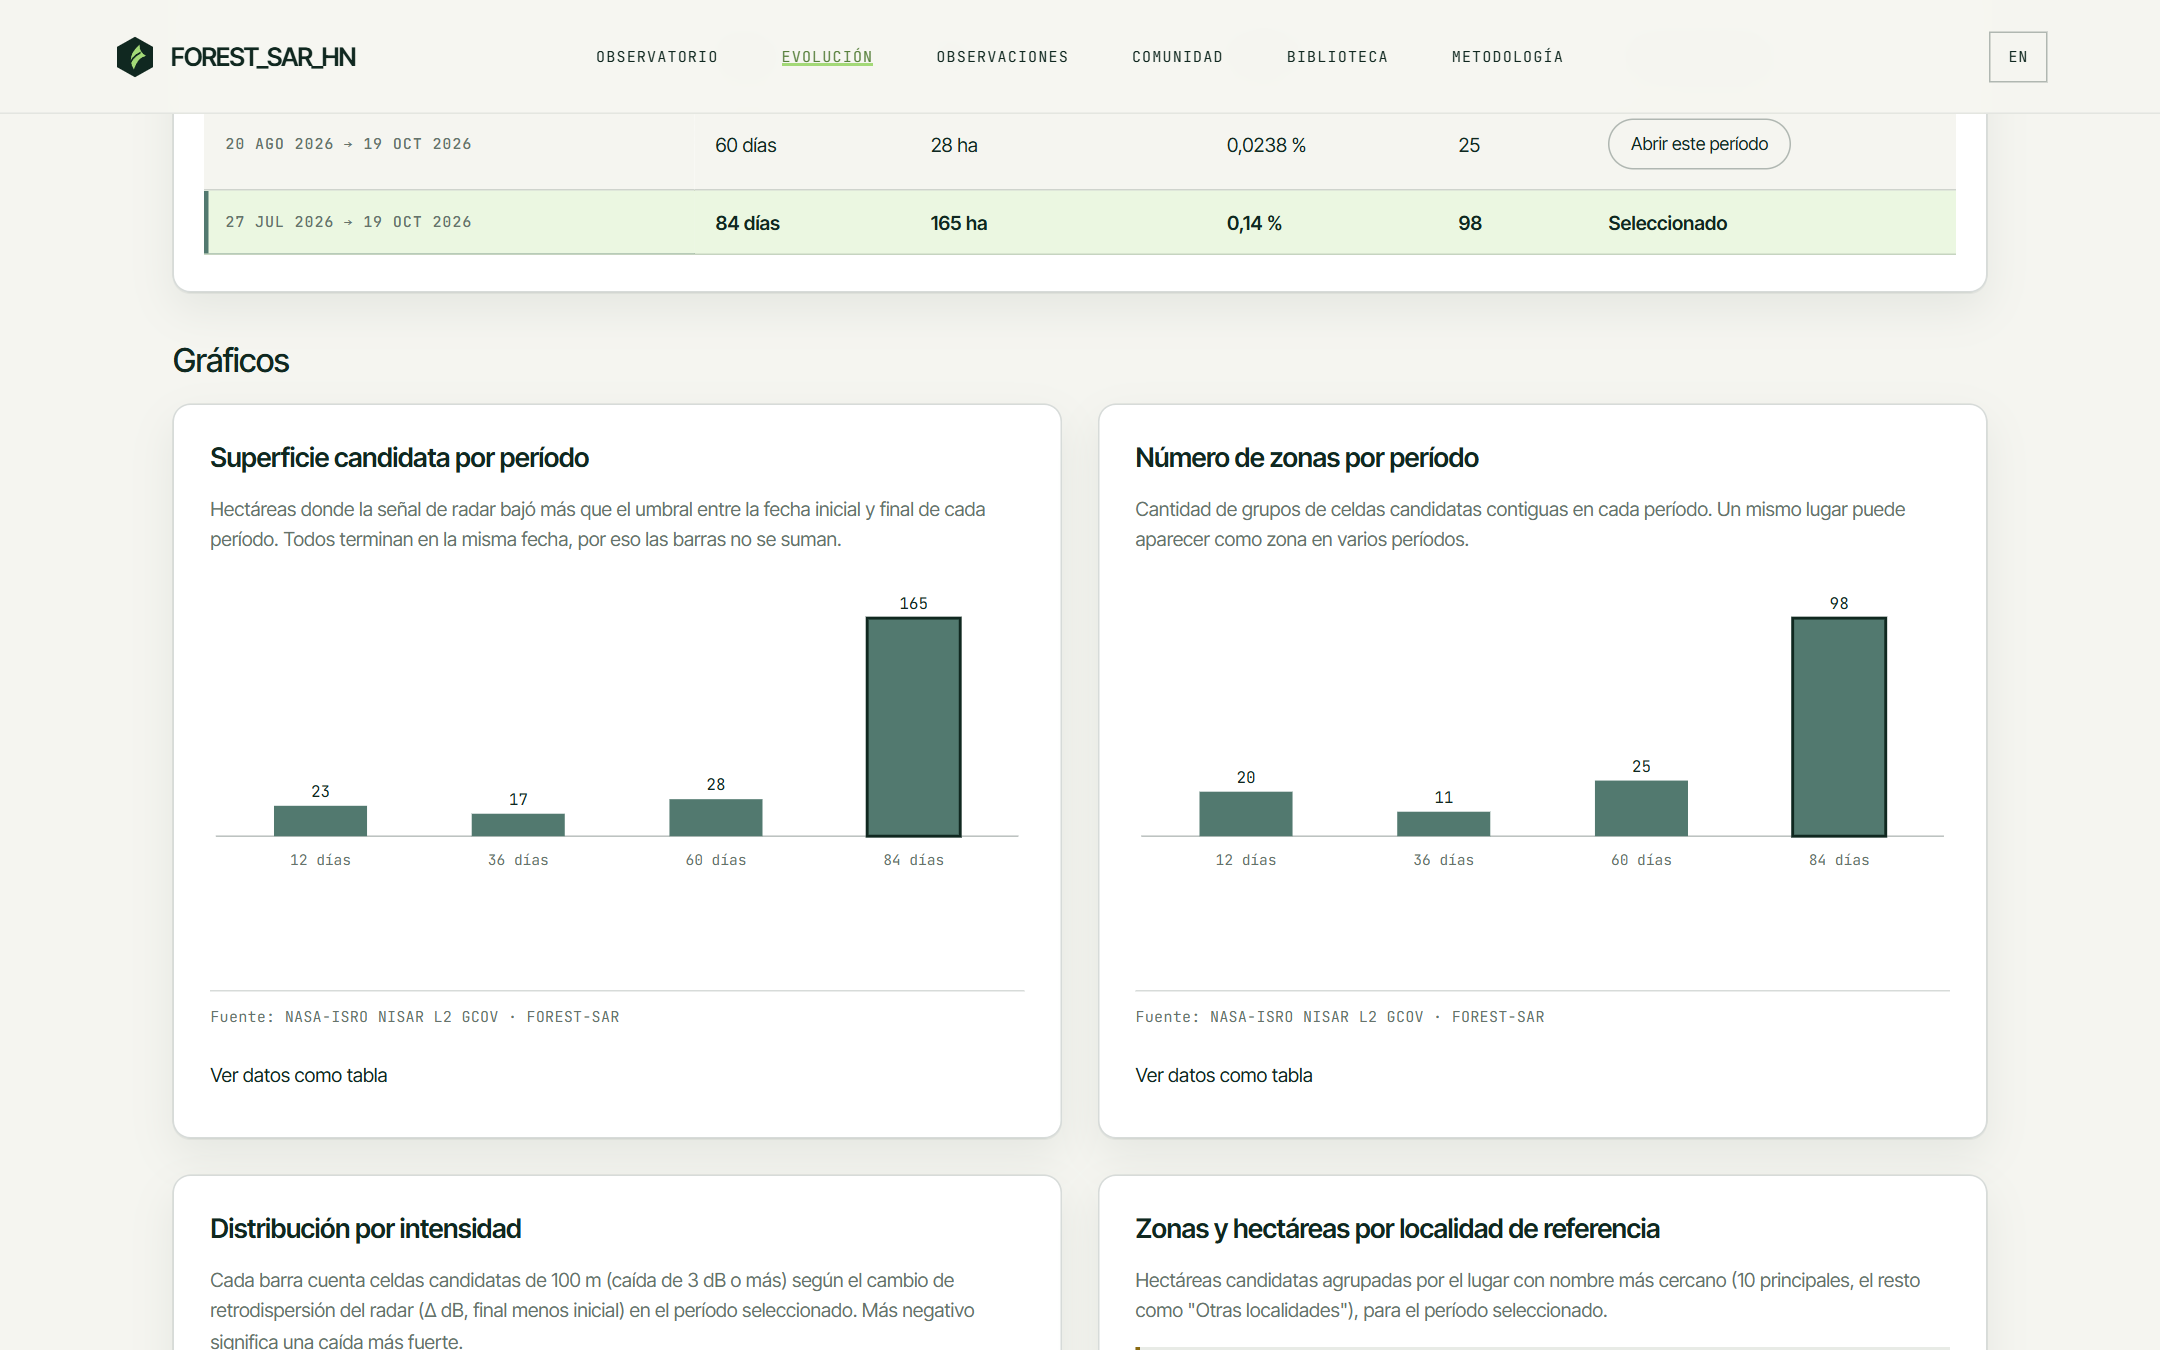 FOREST_SAR_HN
OBSERVATORIO EVOLUCIÓN OBSERVACIONES COMUNIDAD BIBLIOTECA METODOLOGÍA EN
20 AGO 2026 → 19 OCT 2026 60 días 28 ha 0,0238 % 25 Abrir este período
27 JUL 2026 → 19 OCT 2026 84 días 165 ha 0,14 % 98 Seleccionado
Gráficos
Superficie candidata por período
Hectáreas donde la señal de radar bajó más que el umbral entre la fecha inicial y final de cada
período. Todos terminan en la misma fecha, por eso las barras no se suman.
165
23
17
28
12 días 36 días 60 días 84 días
Fuente: NASA-ISRO NISAR L2 GCOV · FOREST-SAR
Ver datos como tabla
Número de zonas por período
Cantidad de grupos de celdas candidatas contiguas en cada período. Un mismo lugar puede
aparecer como zona en varios períodos.
98
20
11
25
12 días 36 días 60 días 84 días
Fuente: NASA-ISRO NISAR L2 GCOV · FOREST-SAR
Ver datos como tabla
Distribución por intensidad
Cada barra cuenta celdas candidatas de 100 m (caída de 3 dB o más) según el cambio de
retrodispersión del radar (Δ dB, final menos inicial) en el período seleccionado. Más negativo
significa una caída más fuerte.
Zonas y hectáreas por localidad de referencia
Hectáreas candidatas agrupadas por el lugar con nombre más cercano (10 principales, el resto
como "Otras localidades"), para el período seleccionado.